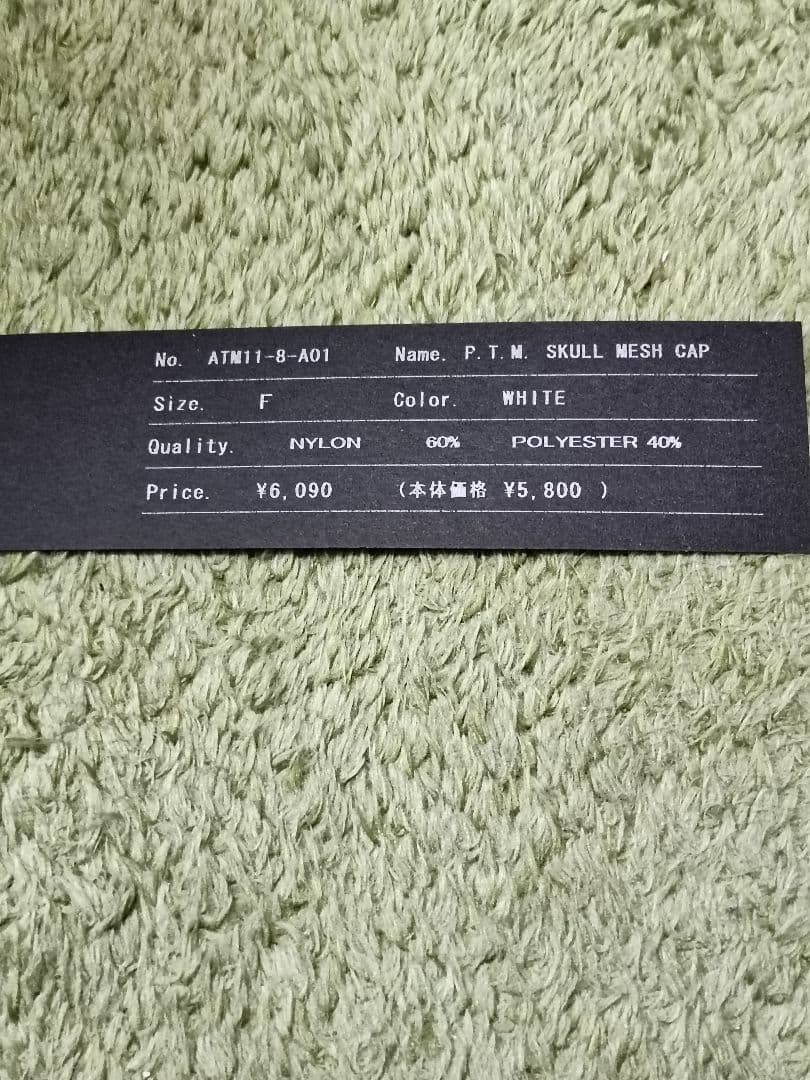 No. ATM11-8-A01 Name. P.T.M. SKULL MESH CAP
Size. F Color. WHITE
Quality. NYLON 60% POLYESTER 40%
Price. ¥6,090 (本体価格 ¥5,800 )